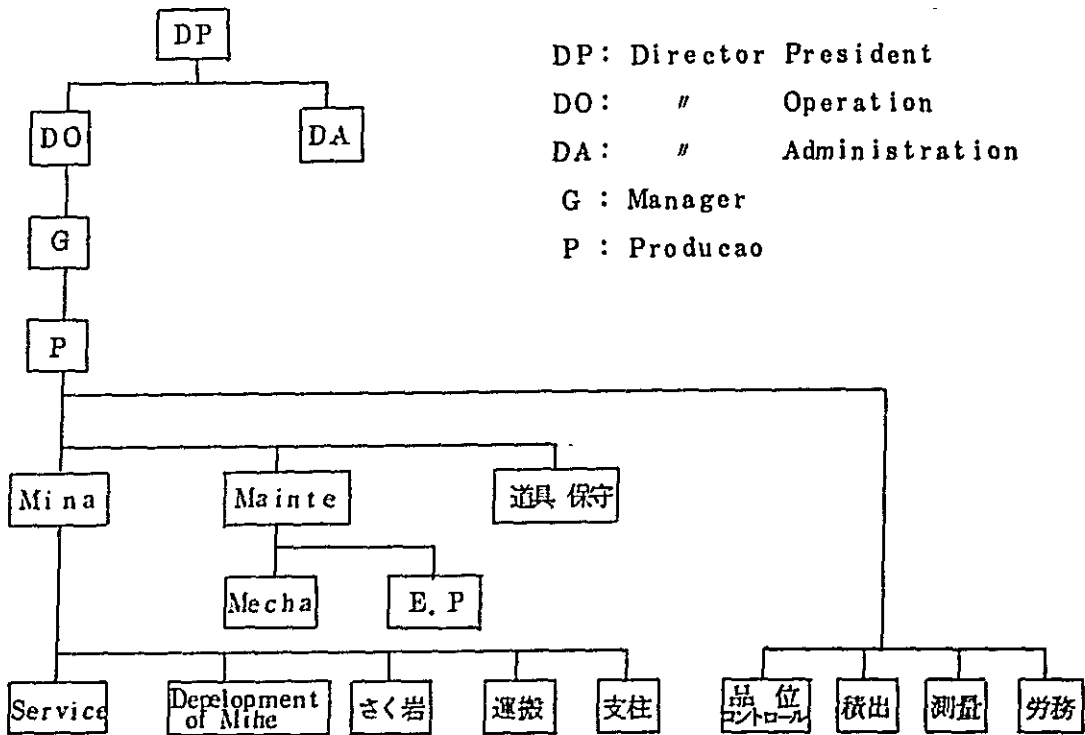 DP
DO
DA
G
P
DP: Director President
DO: 〃 Operation
DA: 〃 Administration
G : Manager
P : Producao
Mina
Mainte
道具 保守
Mecha
E. P
Service
Depelopment
of Mihe
さく岩
運搬
支柱
品 位
コントロール
積出
測量
労務